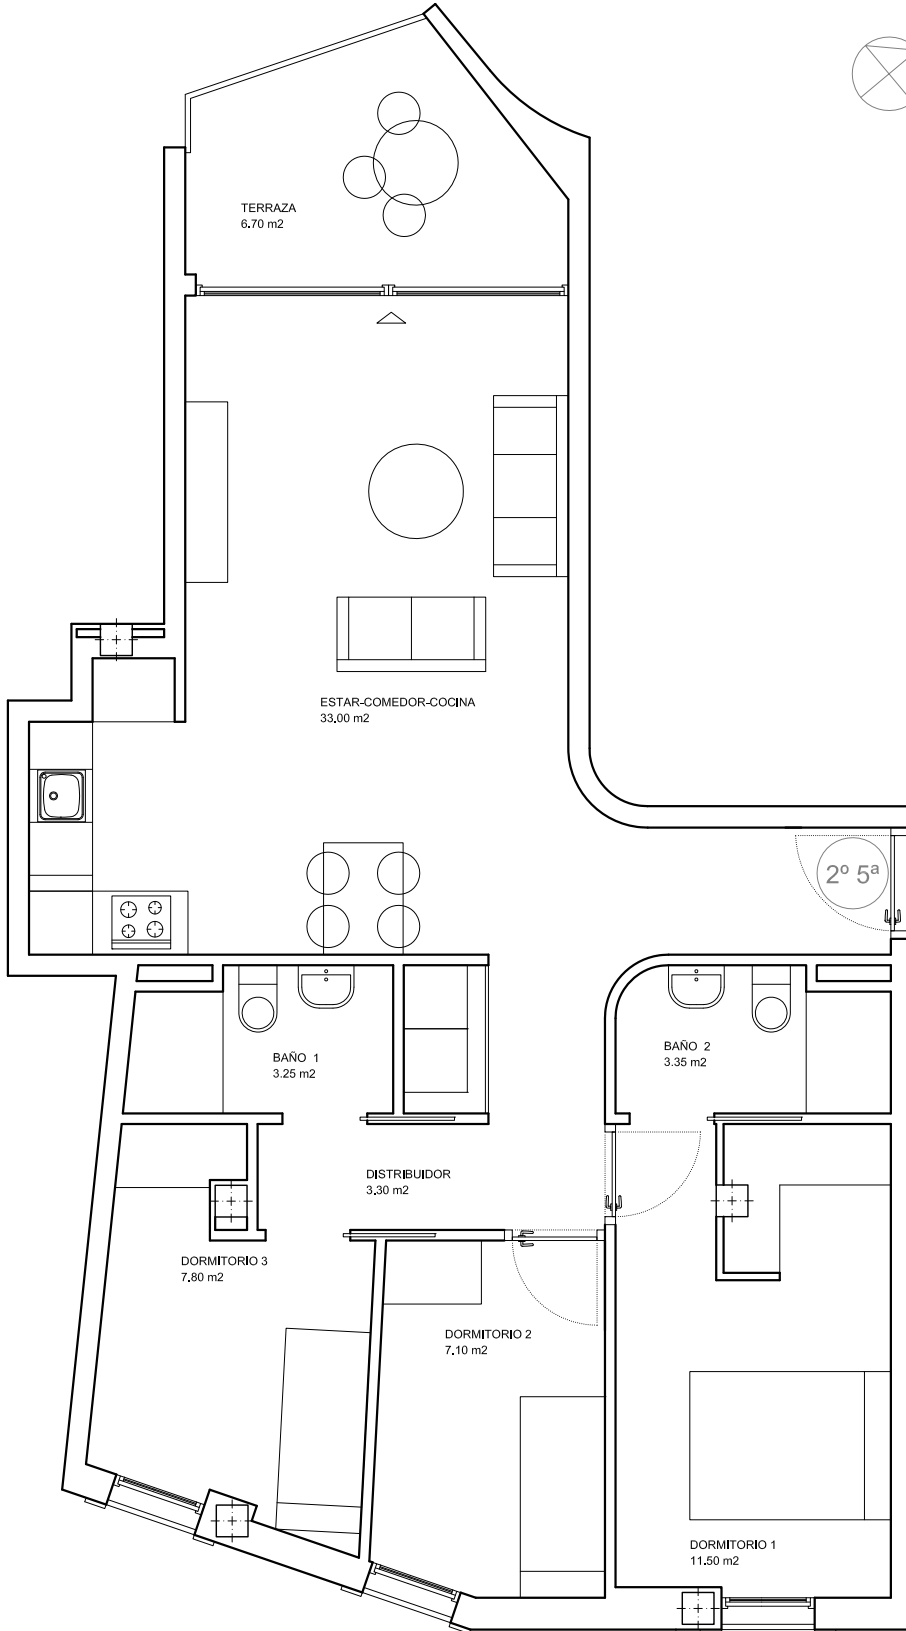 TERRAZA
6.70 m2
ESTAR-COMEDOR-COCINA
33.00 m2
2º 5ª
BAÑO 1
3.25 m2
BAÑO 2
3.35 m2
DISTRIBUIDOR
3.30 m2
DORMITORIO 3
7.80 m2
DORMITORIO 2
7.10 m2
DORMITORIO 1
11.50 m2